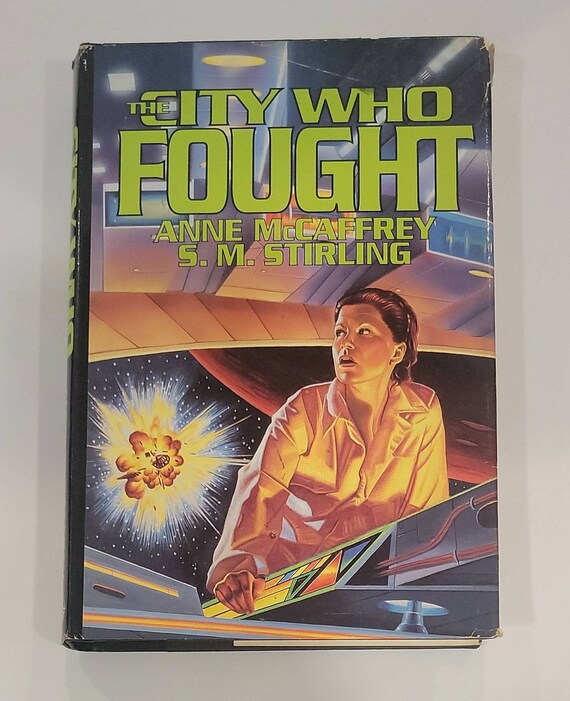 THE CITY WHO
FOUGHT
ANNE McCAFFREY
S. M. STIRLING